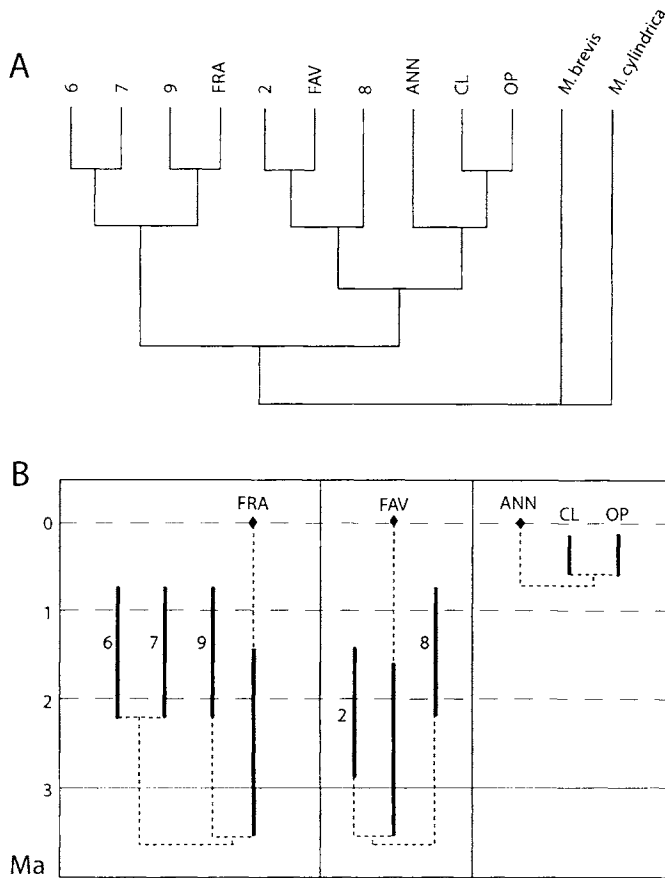 A
6 7 9 FRA 2 FAV 8 ANN CL OP M. brevis M. cylindrica
B
FRA FAV ANN CL OP
0
1
6 7 9 8
2
2
3
Ma